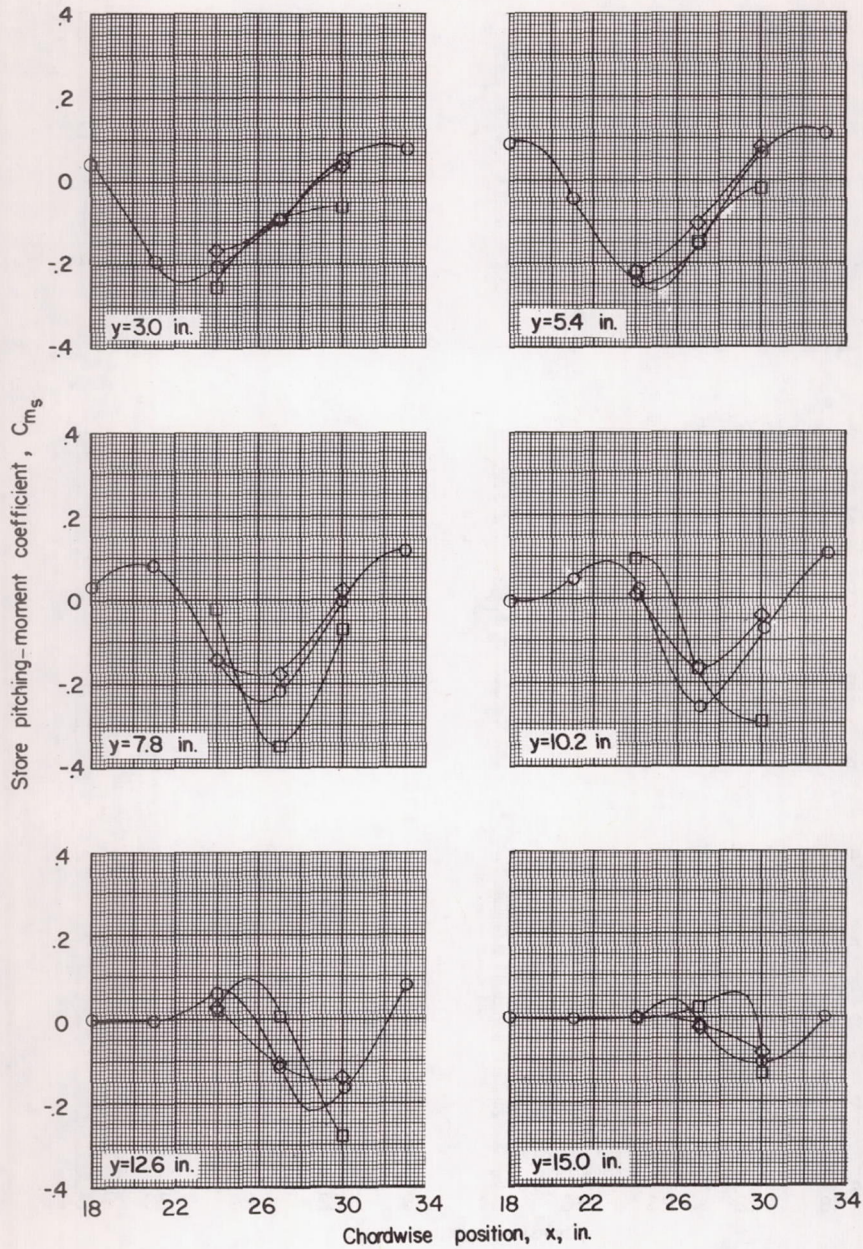 .4
.2
0
-.2
-.4
y=3.0 in.
y=5.4 in.
Store pitching-moment coefficient, Cms
.4
.2
0
-.2
-.4
y=7.8 in.
y=10.2 in
.4
.2
0
-.2
-.4
y=12.6 in.
y=15.0 in.
18 22 26 30 34
18 22 26 30 34
Chordwise position, x, in.